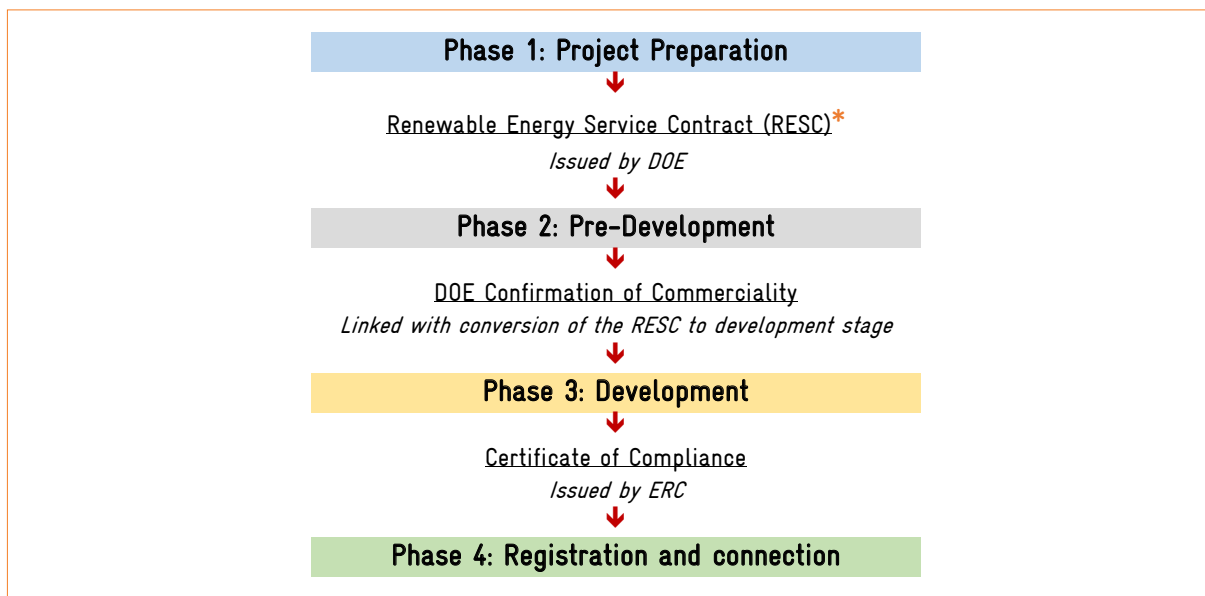 Phase 1: Project Preparation
Renewable Energy Service Contract (RESC)*
Issued by DOE
Phase 2: Pre-Development
DOE Confirmation of Commerciality
Linked with conversion of the RESC to development stage
Phase 3: Development
Certificate of Compliance
Issued by ERC
Phase 4: Registration and connection